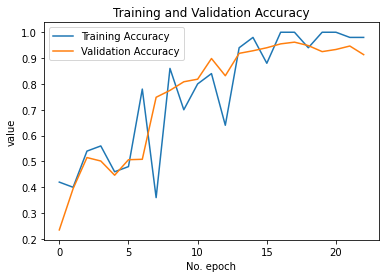 Training and Validation Accuracy
Training Accuracy
Validation Accuracy
value
1.0
0.9
0.8
0.7
0.6
0.5
0.4
0.3
0.2
0
5
10
15
20
No. epoch